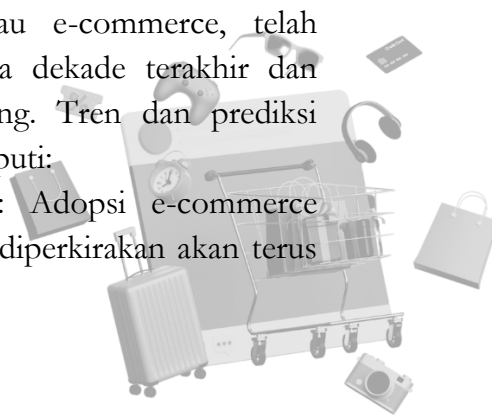 au e-commerce, telah
a dekade terakhir dan
ng. Tren dan prediksi
puti:
: Adopsi e-commerce
diperkirakan akan terus